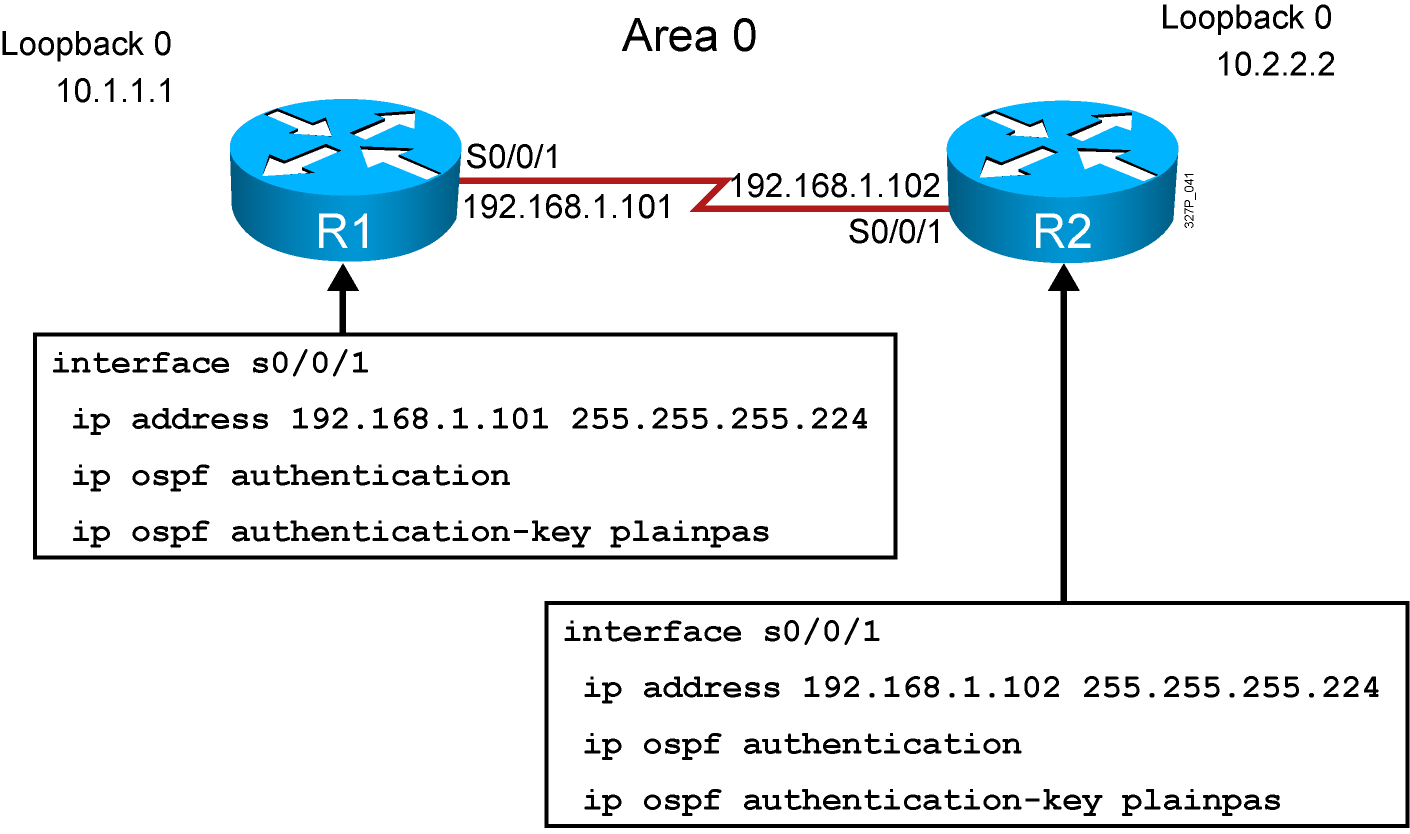 Loopback 0
10.1.1.1
Area 0
Loopback 0
10.2.2.2
S0/0/1
192.168.1.101
192.168.1.102
S0/0/1
R1
R2
327P_041
interface s0/0/1
ip address 192.168.1.101 255.255.255.224
ip ospf authentication
ip ospf authentication-key plainpas
interface s0/0/1
ip address 192.168.1.102 255.255.255.224
ip ospf authentication
ip ospf authentication-key plainpas